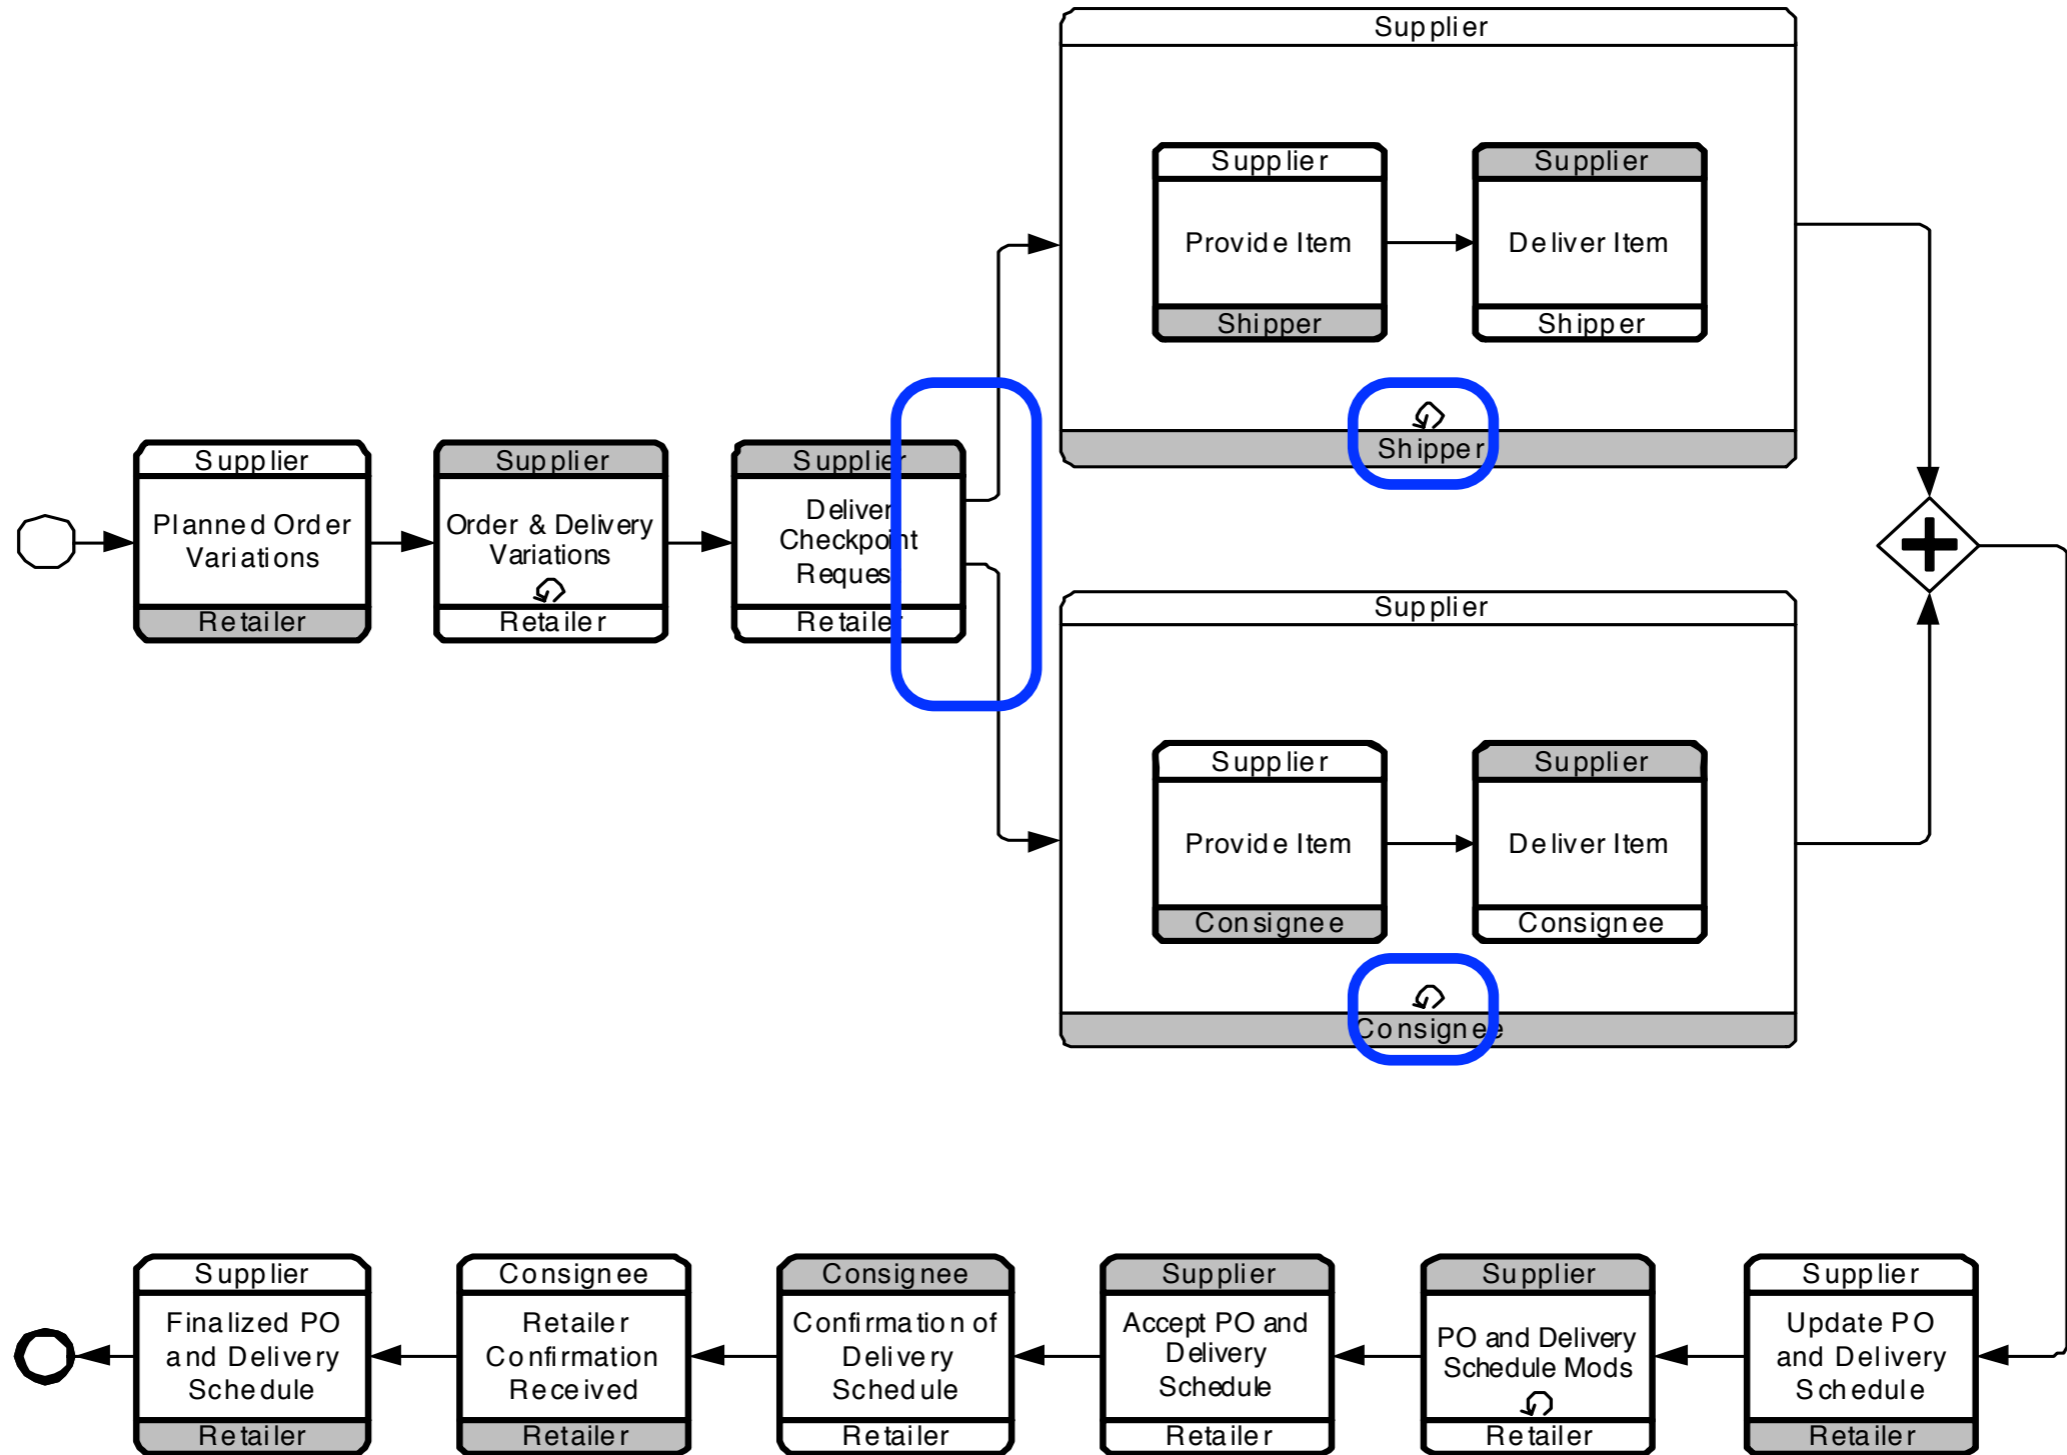 Supplier
Supplier
Provide Item
Shipper
Supplier
Deliver Item
Shipper
Shipper
Supplier
Planned Order
Variations
Retailer
Supplier
Order & Delivery
Variations
Retailer
Supplier
Deliver
Checkpoint
Request
Retailer
Supplier
Supplier
Provide Item
Consignee
Supplier
Deliver Item
Consignee
Consignee
Supplier
Finalized PO
and Delivery
Schedule
Retailer
Consignee
Retailer
Confirmation
Received
Retailer
Consignee
Confirmation of
Delivery
Schedule
Retailer
Supplier
Accept PO and
Delivery
Schedule
Retailer
Supplier
PO and Delivery
Schedule Mods
Retailer
Supplier
Update PO
and Delivery
Schedule
Retailer